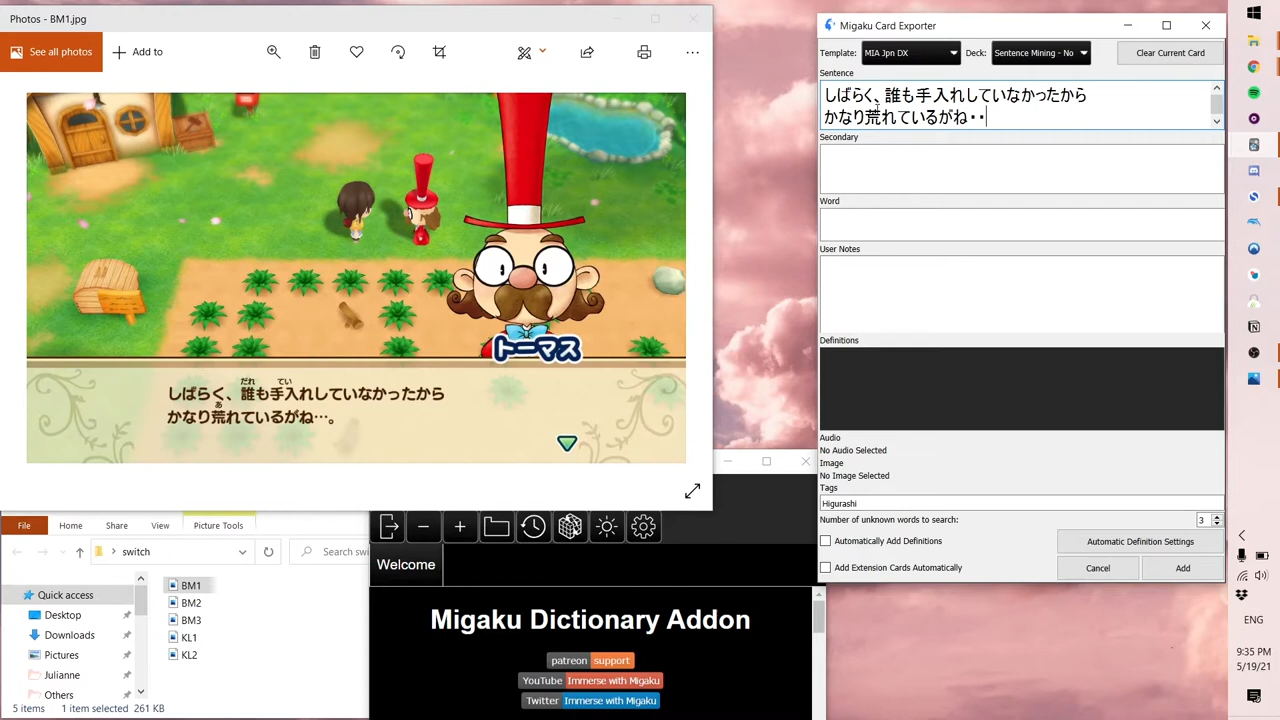 Photos - BM1.jpg
See all photos
Add to
だれ てい
しばらく、誰も手入れしていなかったから
あ
かなり荒れているがね…。
トーマス
File
Home
Share
View
Picture Tools
switch
Search swi
Quick access
Desktop
Downloads
Pictures
Julianne
Others
BM1
BM2
BM3
KL1
KL2
5 items
1 item selected 261 KB
Welcome
Migaku Dictionary Addon
patreon support
YouTube Immerse with Migaku
Twitter Immerse with Migaku
Migaku Card Exporter
Template: MIA Jpn DX
Deck: Sentence Mining - No
Clear Current Card
Sentence
しばらく、誰も手入れしていなかったから
かなり荒れているがね・・
Secondary
Word
User Notes
Definitions
Audio
No Audio Selected
Image
No Image Selected
Tags
Higurashi
Number of unknown words to search:
3
Automatically Add Definitions
Automatic Definition Settings
Add Extension Cards Automatically
Cancel
Add
ENG
9:35 PM
5/19/21